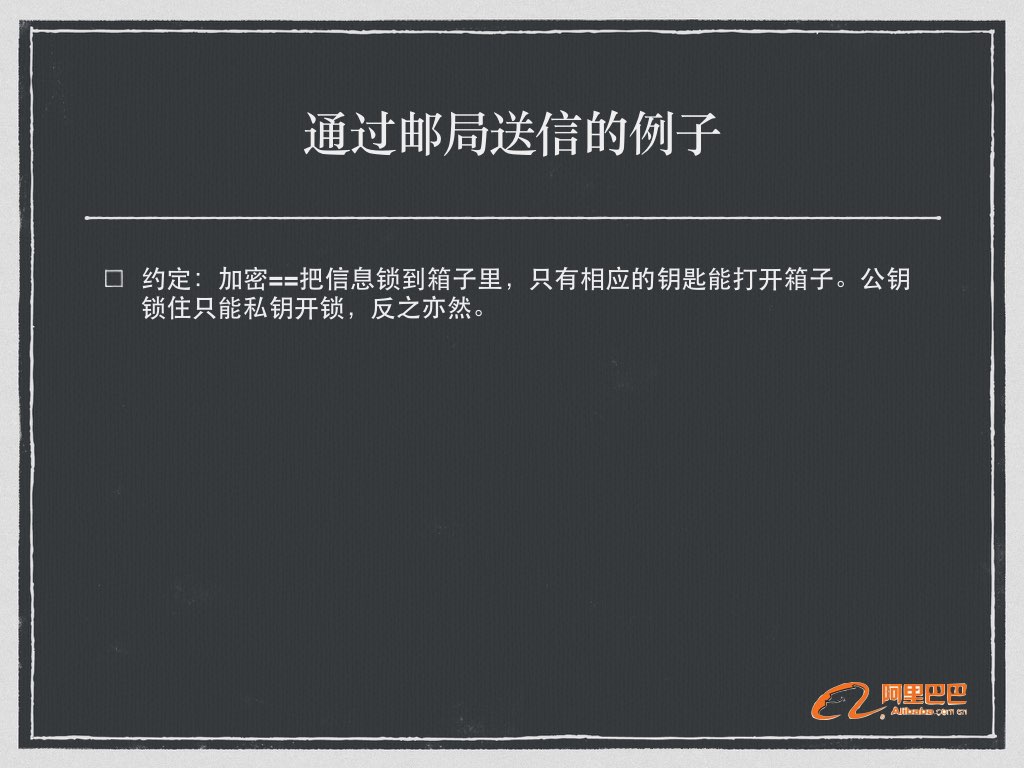 通过邮局送信的例子
约定：加密==把信息锁到箱子里，只有相应的钥匙能打开箱子。公钥
锁住只能私钥开锁，反之亦然。
阿里巴巴
Alibaba.com.cn